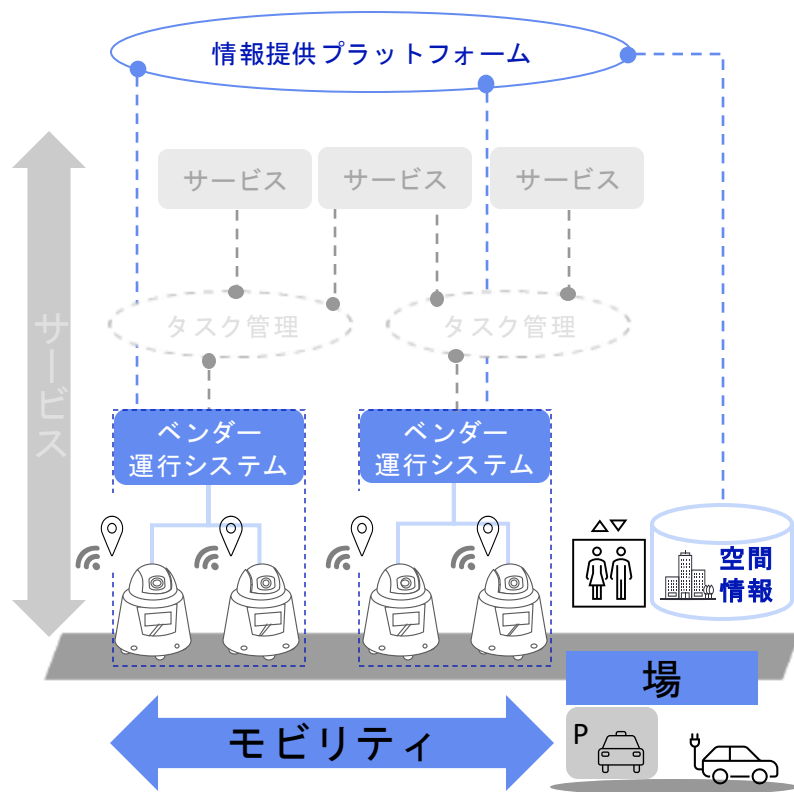 情報提供プラットフォーム
サービス
サービス
サービス
サービス
タスク管理
タスク管理
ベンダー
運行システム
ベンダー
運行システム
空間
情報
場
モビリティ
P